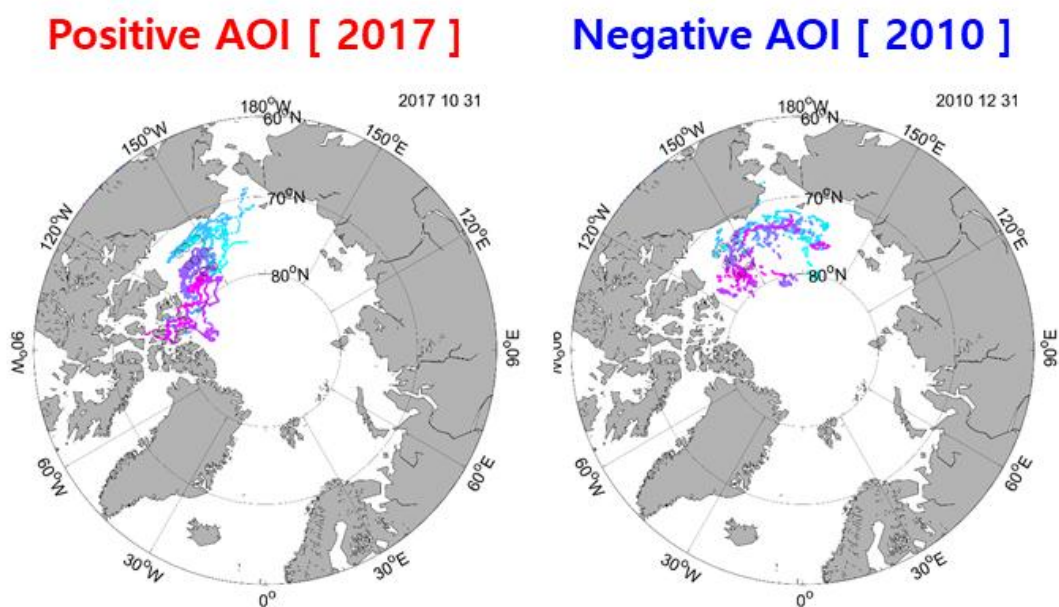 Positive AOI [ 2017 ]
Negative AOI [ 2010 ]
2017 10 31
180°W
60°N
150°W
150°E
120°W
120°E
70°N
80°N
90°W
90°E
60°W
60°E
30°W
30°E
0°
2010 12 31
180°W
60°N
150°W
150°E
120°W
120°E
70°N
80°N
90°W
90°E
60°W
60°E
30°W
30°E
0°